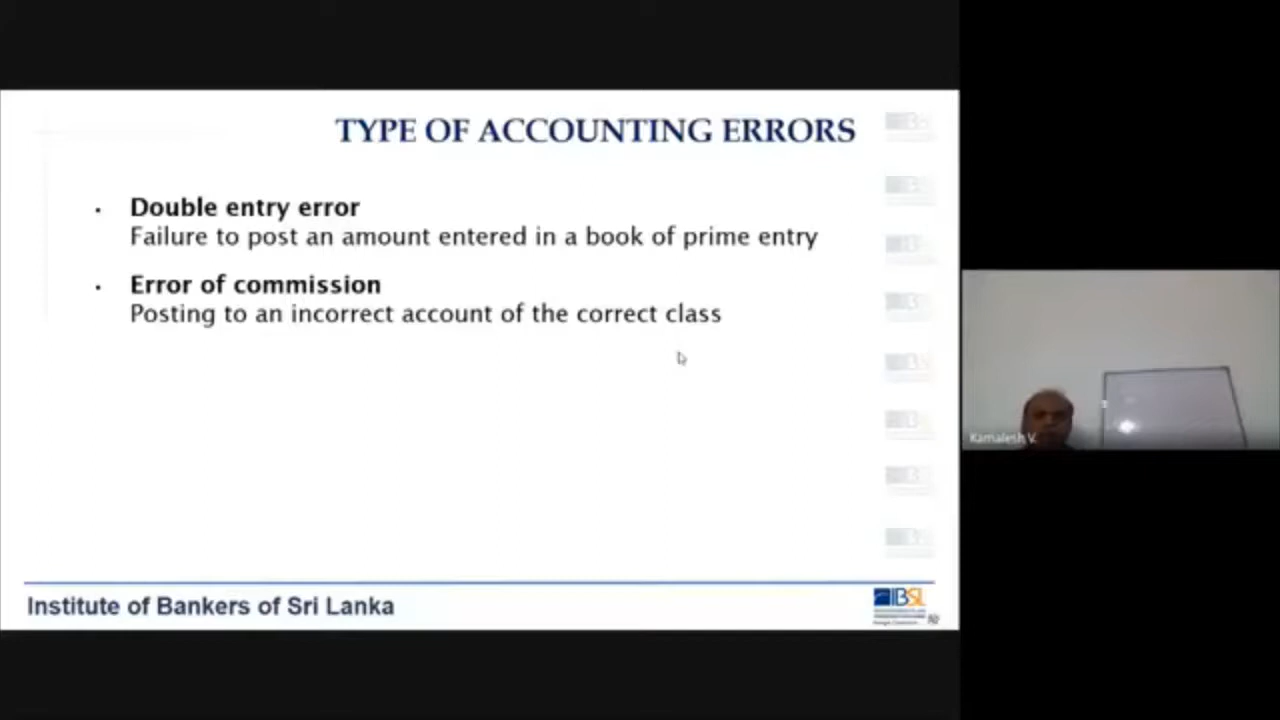 TYPE OF ACCOUNTING ERRORS
• Double entry error
Failure to post an amount entered in a book of prime entry
• Error of commission
Posting to an incorrect account of the correct class
Kamalesh V.
Institute of Bankers of Sri Lanka
IBSL